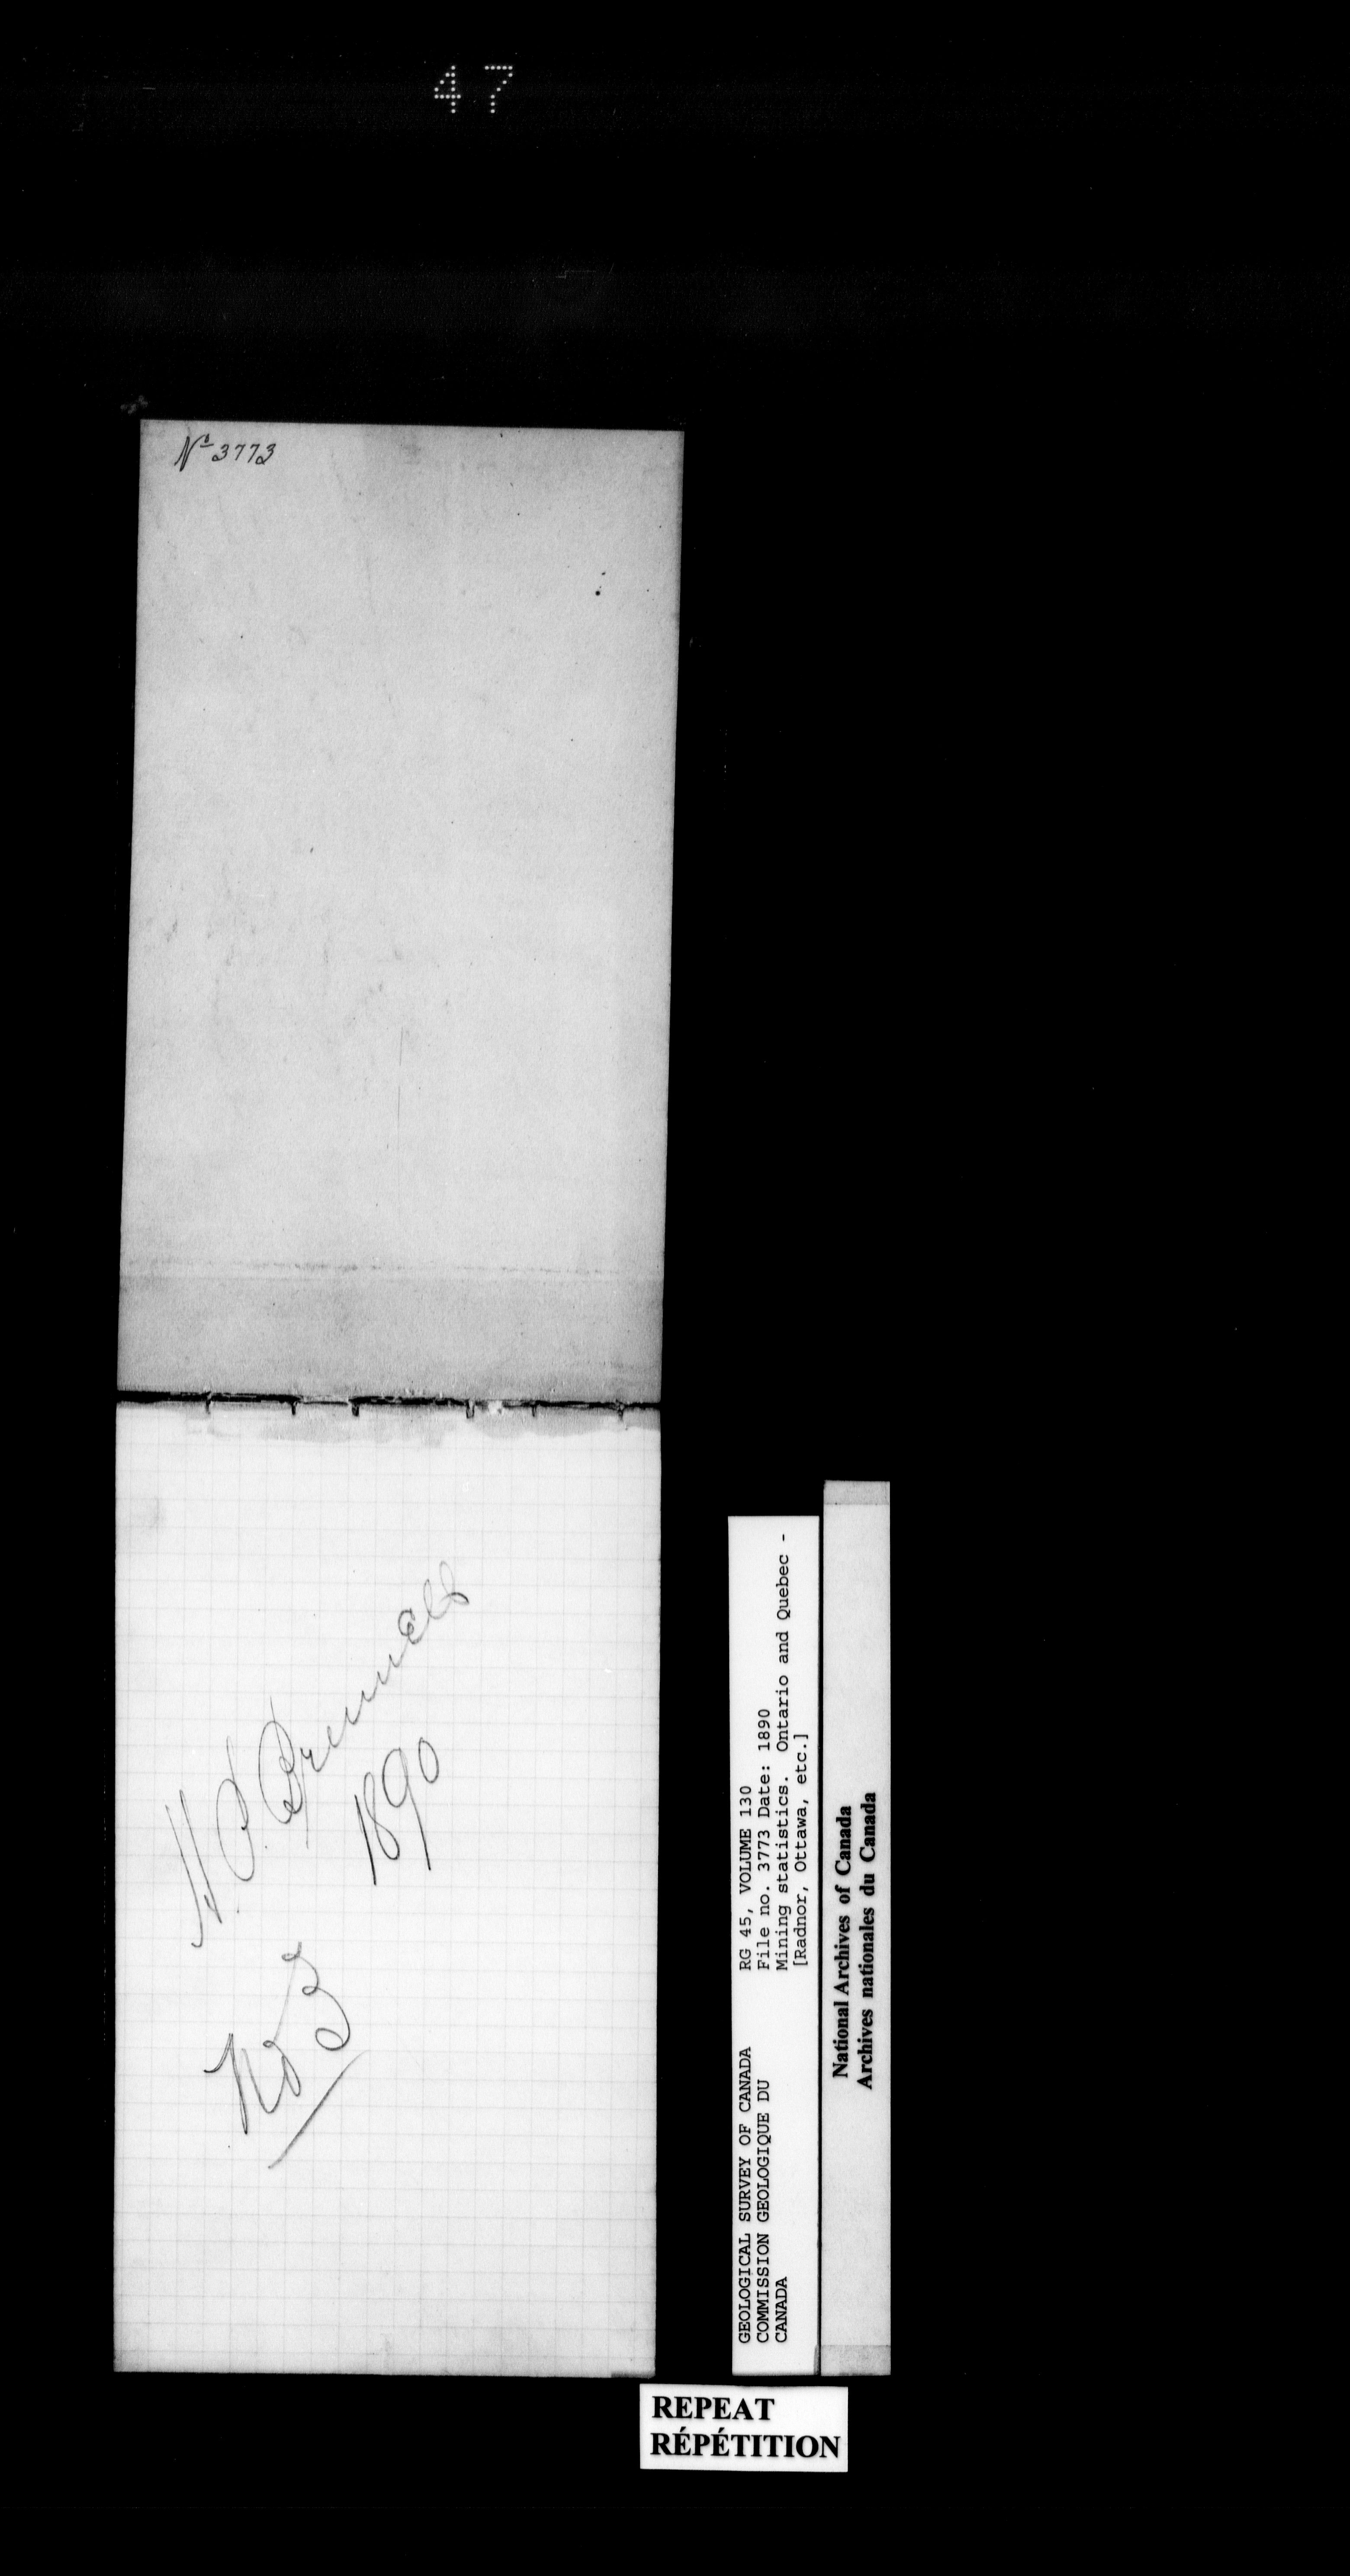 47
Nº 3773
H.P. Brumell
1890
No 3
GEOLOGICAL SURVEY OF CANADA
COMMISSION GEOLOGIQUE DU
CANADA
RG 45, VOLUME 130
File no. 3773 Date: 1890
Mining statistics. Ontario and Quebec -
[Radnor, Ottawa, etc.]
National Archives of Canada
Archives nationales du Canada
REPEAT
RÉPÉTITION